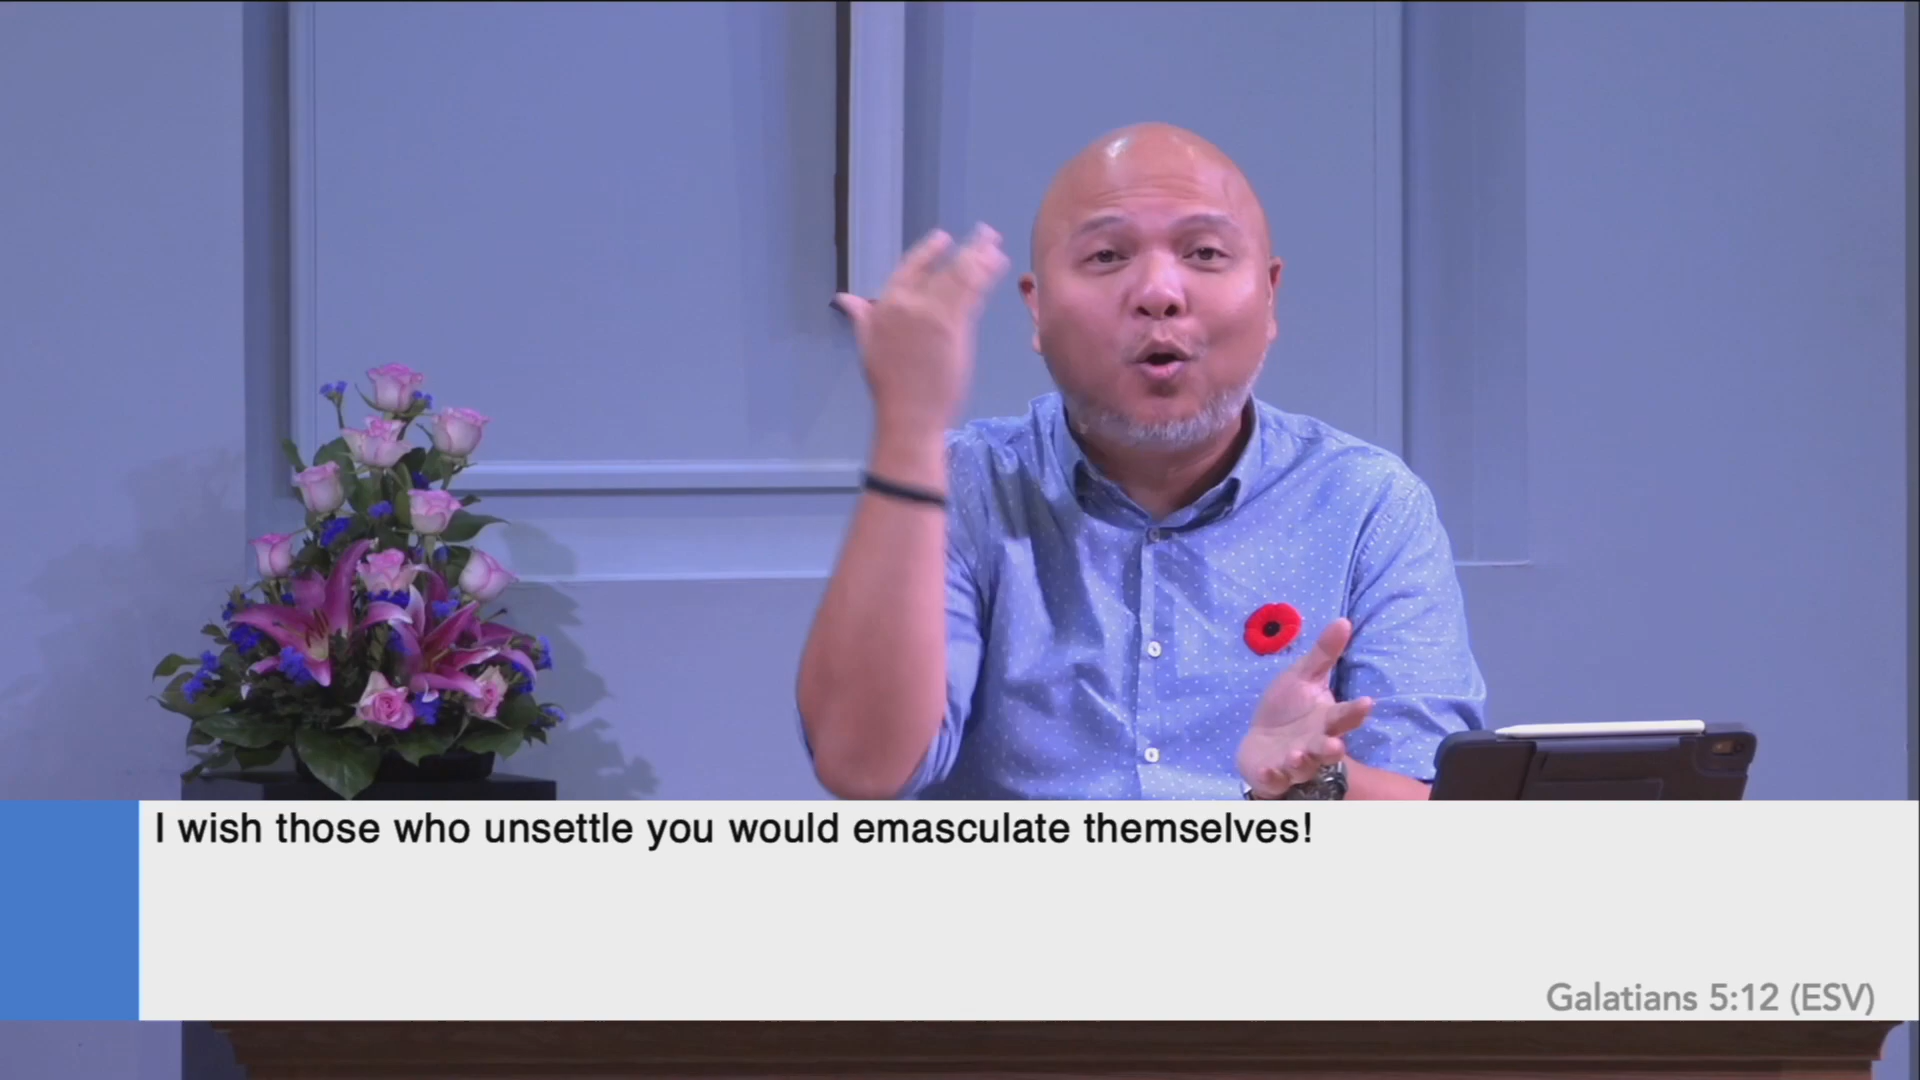 I wish those who unsettle you would emasculate themselves!
Galatians 5:12 (ESV)